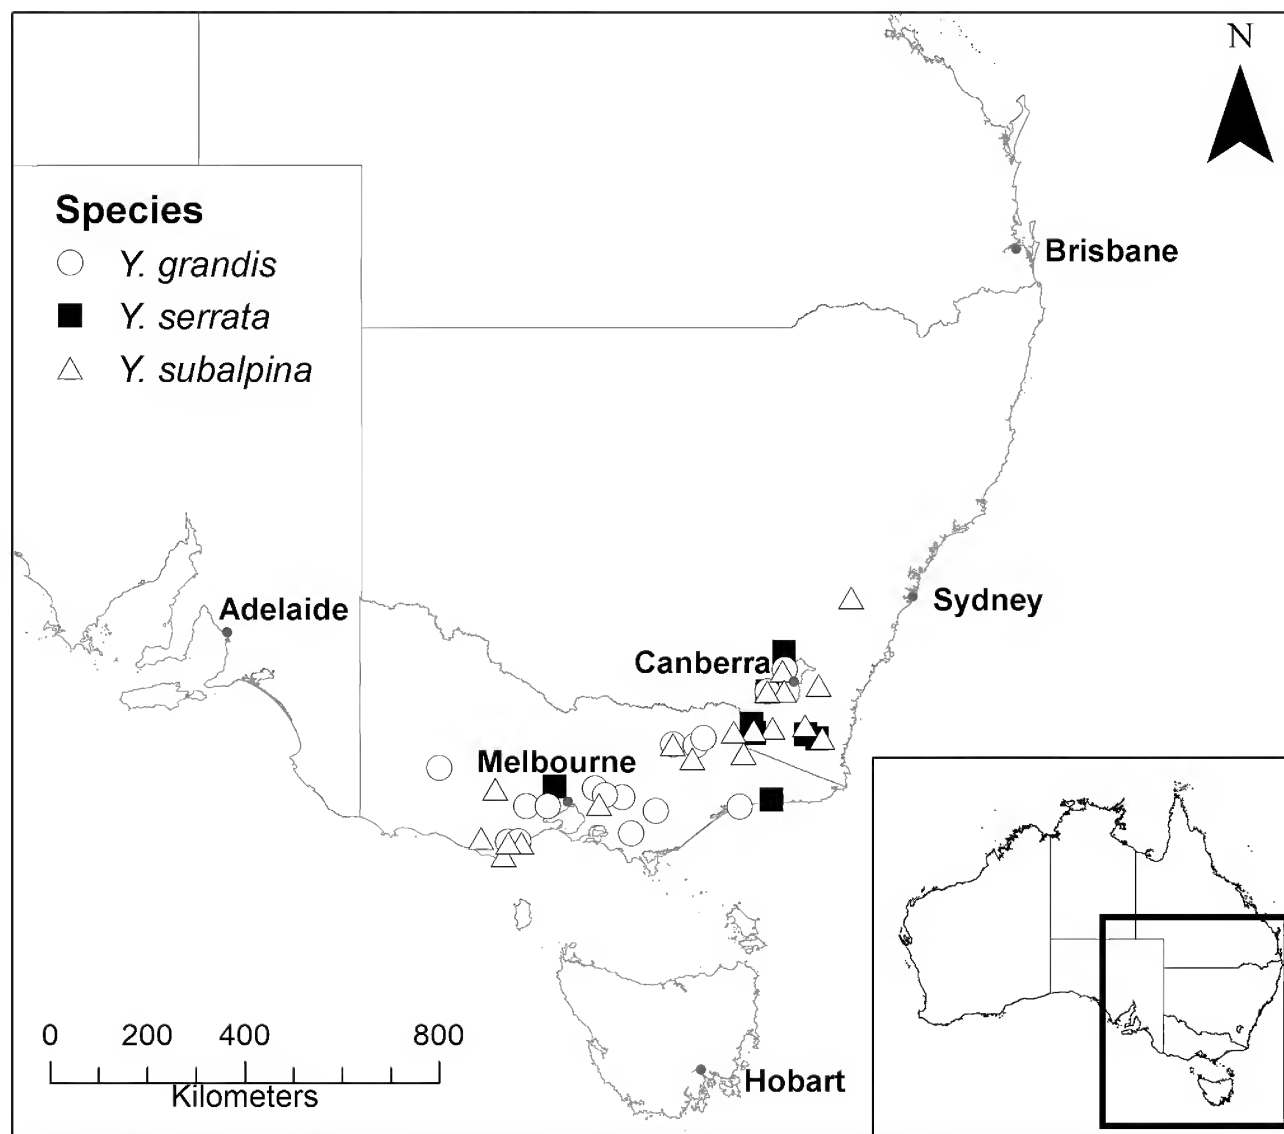 N
Species
Y. grandis
Y. serrata
Y. subalpina
Brisbane
Sydney
Adelaide
Canberra
Melbourne
0 200 400 800
Kilometers
Hobart